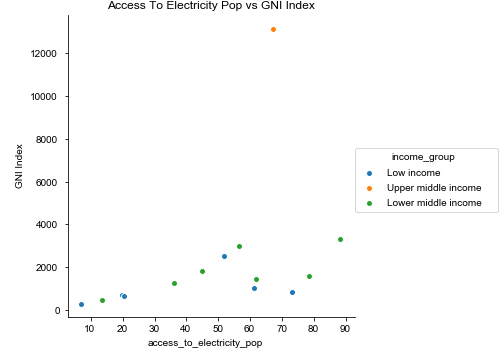 Access To Electricity Pop vs GNI Index
12000
10000
8000
6000
4000
2000
0
GNI Index
10 20 30 40 50 60 70 80 90
access_to_electricity_pop
income_group
Low income
Upper middle income
Lower middle income